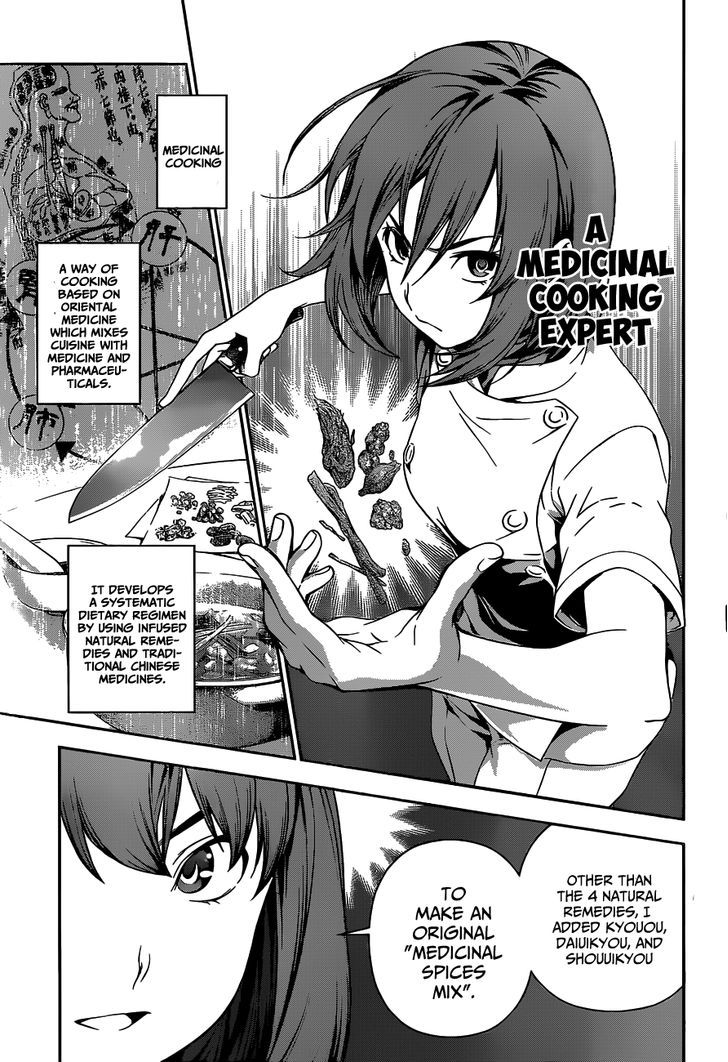 A
MEDICINAL
COOKING
EXPERT
MEDICINAL
COOKING
A WAY OF
COOKING
BASED ON
ORIENTAL
MEDICINE
WHICH MIXES
CUISINE WITH
MEDICINE AND
PHARMACEU-
TICALS.
肝
肺
IT DEVELOPS
A SYSTEMATIC
DIETARY REGIMEN
BY USING INFUSED
NATURAL REME-
DIES AND TRADI-
TIONAL CHINESE
MEDICINES.
OTHER THAN
THE 4 NATURAL
REMEDIES, I
ADDED KYOUOU,
DAIUIKYOU, AND
SHOUUIKYOU
TO
MAKE AN
ORIGINAL
"MEDICINAL
SPICES
MIX".